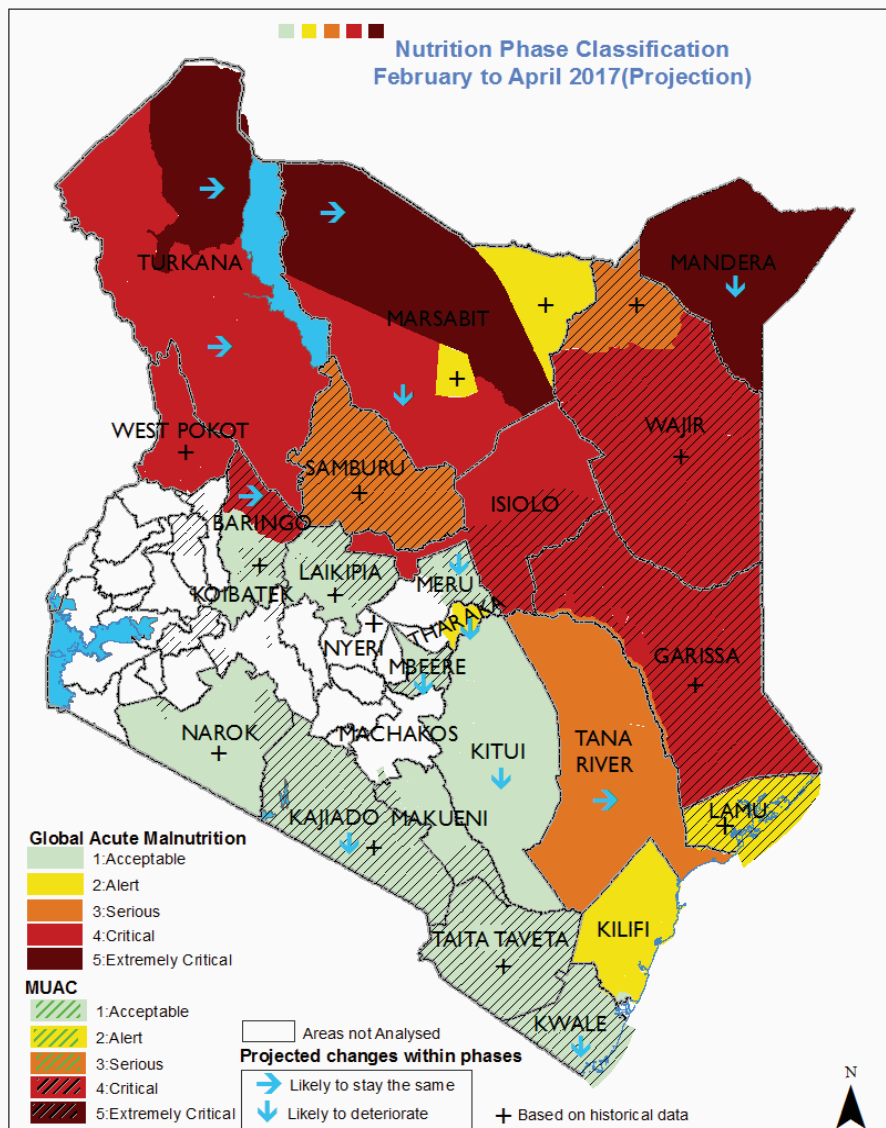 Nutrition Phase Classification
February to April 2017(Projection)
TURKANA
MANDERA
MARSABIT
WAJIR
WEST POKOT
SAMBURU
ISIOLO
BARINGO
LAIKIPIA
MERU
KOIBATEK
THARAKA
NYERI
MBEERE
GARISSA
NAROK
MACHAKOS
KITUI
TANA
RIVER
KAJIADO
MAKUENI
LAMU
KILIFI
TAITA TAVETA
KWALE
Global Acute Malnutrition
1:Acceptable
2:Alert
3:Serious
4:Critical
5:Extremely Critical
MUAC
1:Acceptable
2:Alert
3:Serious
4:Critical
5:Extremely Critical
Areas not Analysed
Projected changes within phases
Likely to stay the same
Likely to deteriorate
+ Based on historical data
N